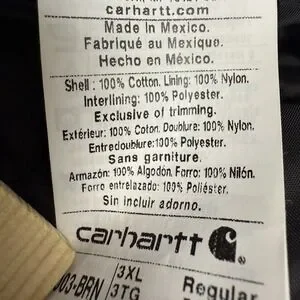 carhartt.com
Made in Mexico.
Fabriqué au Mexique.
Hecho en México.
Shell: 100% Cotton. Lining: 100% Nylon.
Interlining: 100% Polyester.
Exclusive of trimming.
Extérieur: 100% Coton. Doublure: 100% Nylon.
Entredoublure: 100% Polyester.
Sans garniture.
Armazón: 100% Algodón. Forro: 100% Nilón.
Forro entrelazado: 100% Poliéster.
Sin incluir adorno.
carhartt
003-BRN
3XL
3TG
Regular